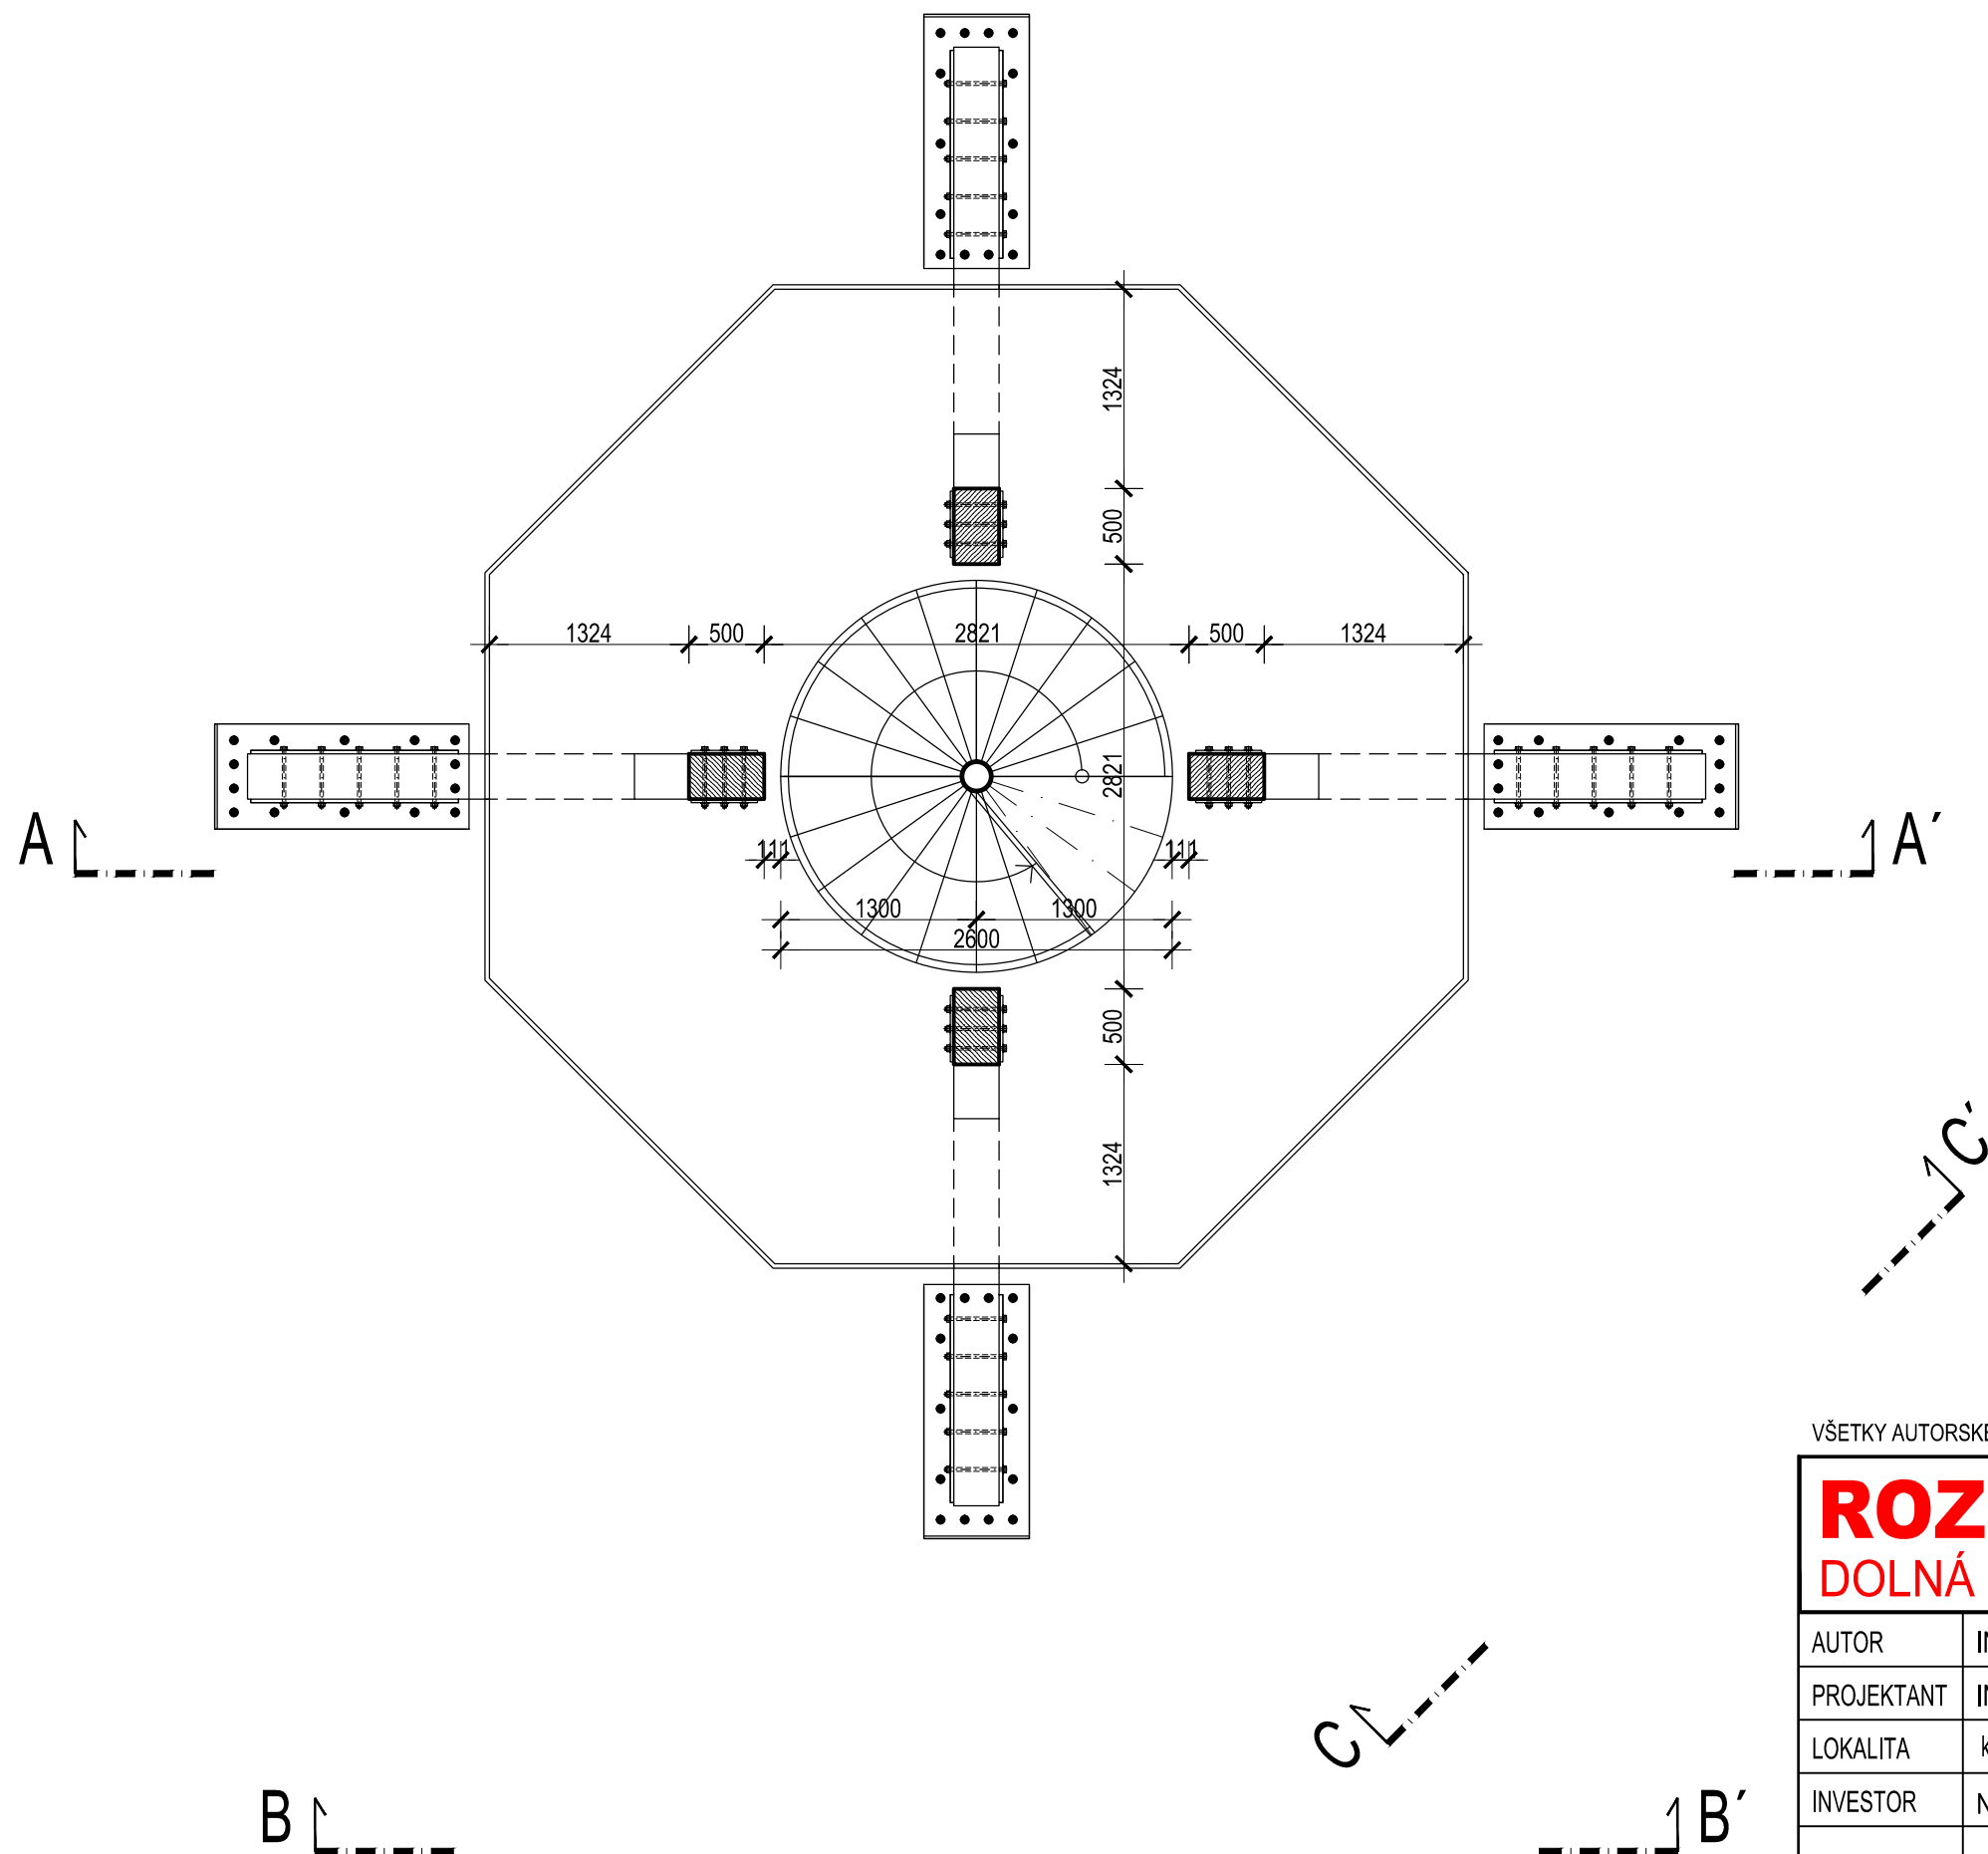 1324
500
1324 500 2821 500 1324
2821
A
A´
111 111
1300 1300
2600
500
1324
C´
VŠETKY
ROZ
DOLNÁ
AUTOR
PROJEKTANT
LOKALITA
INVESTOR
C
B
B´